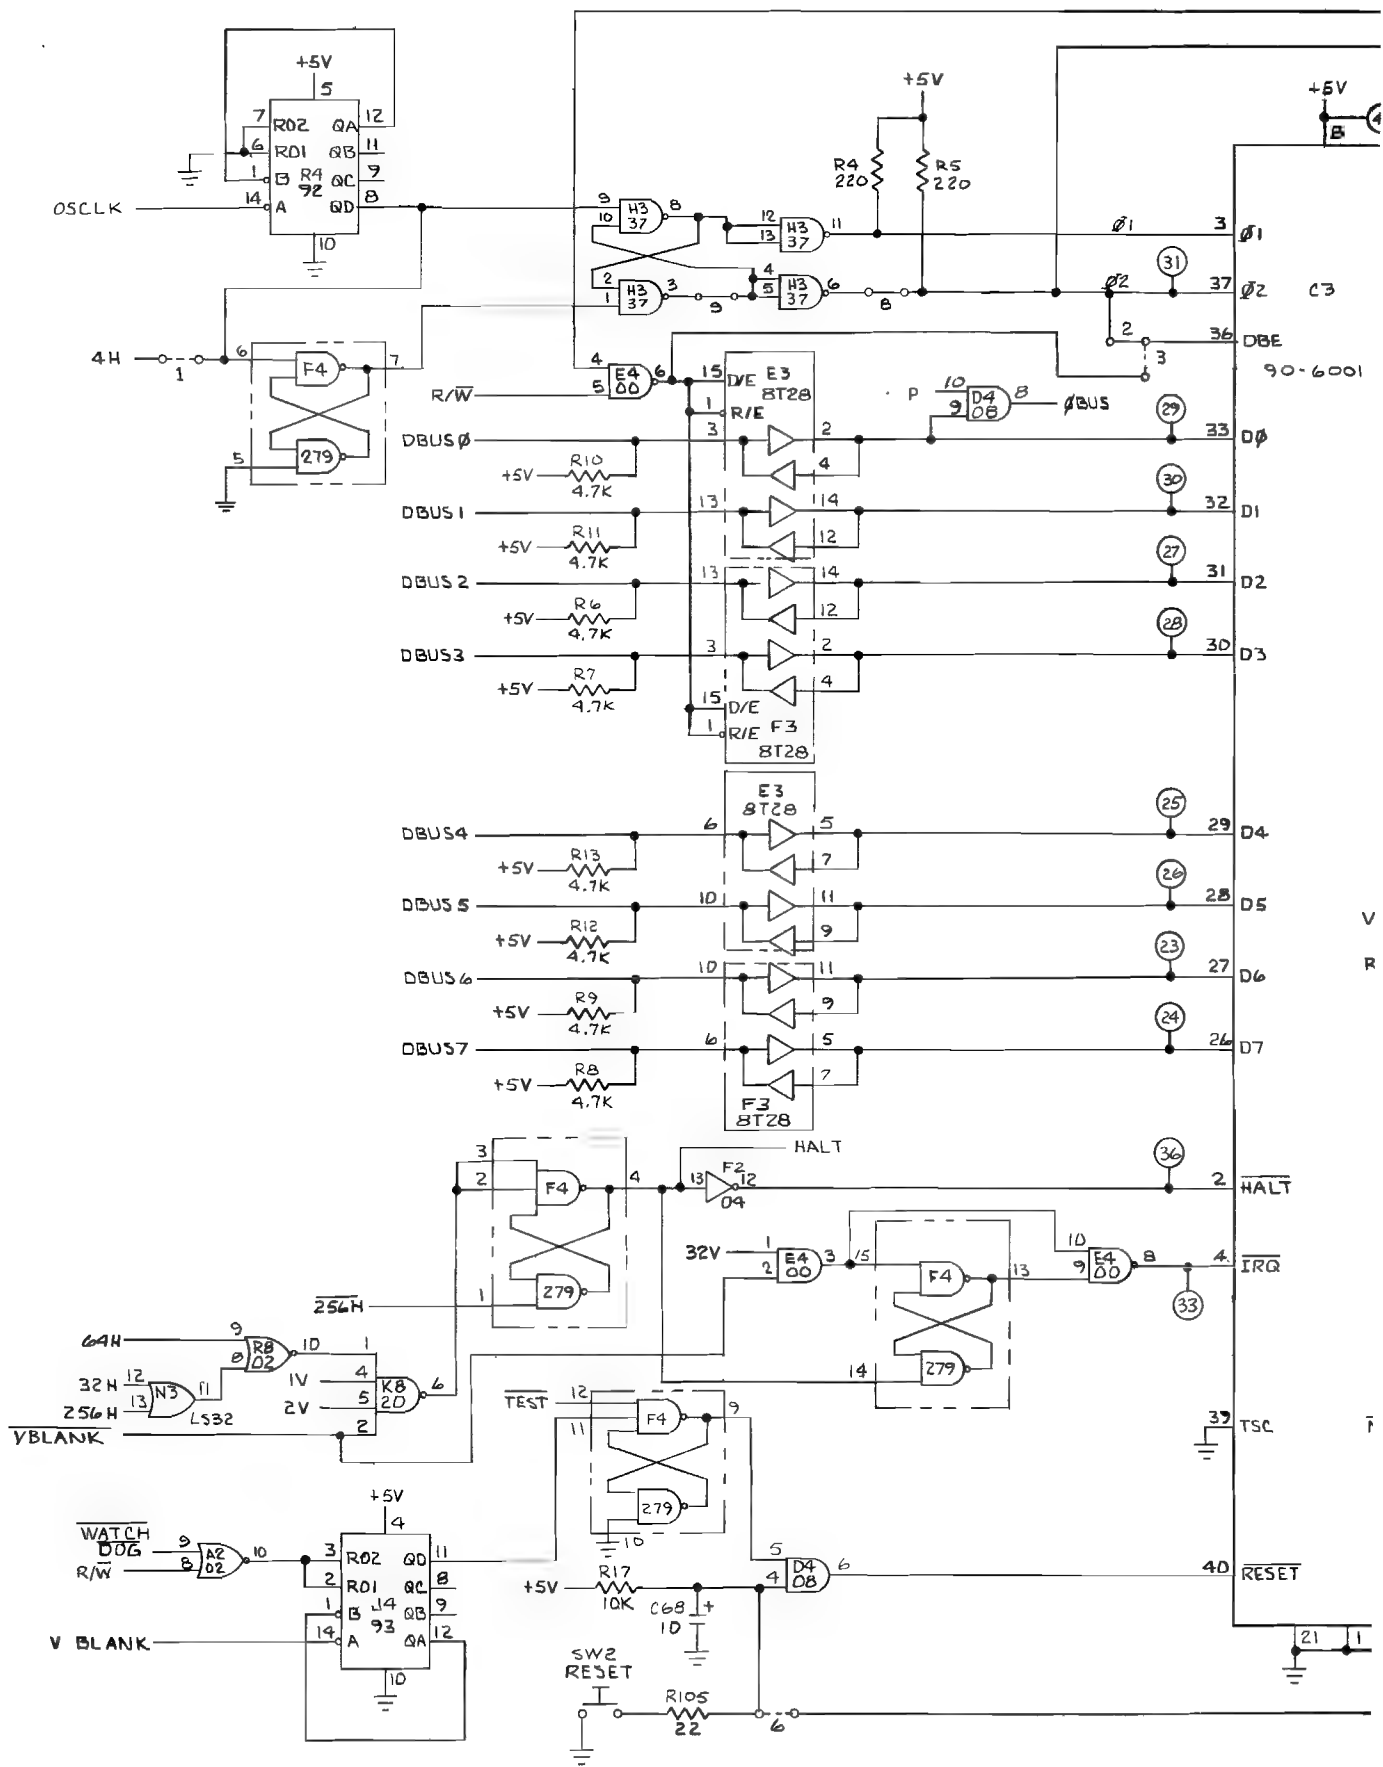 +5V
5
7 RO2 QA 12
6 RO1 QB 11
1 B R4 QC 9
92
OSCLK 14 A QD 8
10
+5V
R4
220
R5
220
+5V
B
4
9
10 H3
37 8
12
13 H3
37 11
Ø1 3 Ø1
2
1 H3
37 3
9
4
5 H3
37 6
8
Ø2 31 37 Ø2 C3
2 36 DBE
3
90-6001
4H 1 6 F4 7
5 279
4
R/W̅ 5 E4
00 6
15 D/E E3
8T28
1 R/E
P 10
9 D4
08 8 ØBUS
DBUSØ 3 2 29 33 DØ
+5V R10
4.7K 4
DBUS1 13 14 30 32 D1
+5V R11
4.7K 12
DBUS2 13 14 27 31 D2
+5V R6
4.7K 12
DBUS3 3 2 28 30 D3
+5V R7
4.7K 4
15 D/E
1 R/E F3
8T28
E3
8T28
DBUS4 6 5 25 29 D4
+5V R13
4.7K 7
DBUS5 10 11 26 28 D5
+5V R12
4.7K 9
V
R
DBUS6 10 11 23 27 D6
+5V R9
4.7K 9
DBUS7 6 5 24 26 D7
+5V R8
4.7K 7
F3
8T28
HALT
3
2 F4 4
13 F2 12
04
36 2 H̅A̅L̅T̅
2̅5̅6̅H̅ 1 279
32V 1
2 E4
00 3
15 F4 13
14 279
10
9 E4
00 8
33
4 I̅R̅Q̅
64H 9
8 R8
02 10
32H 12
256H 13 N3 11
LS32
1
1V 4
2V 5
2 K8
20 6
V̅B̅L̅A̅N̅K̅
T̅E̅S̅T̅ 12
11 F4 9
279
10
39 TSC
W̅A̅T̅C̅H̅
D̅O̅G̅ 9
R/W̅ 8 A2
02 10
+5V
4
3 RO2 QD 11
2 RO1 QC 8
1 B J4 QB 9
93
V BLANK 14 A QA 12
10
+5V R17
10K
C68
10 +
5
4 D4
08 6
40 R̅E̅S̅E̅T̅
21 1
SW2
RESET
R105
22
6